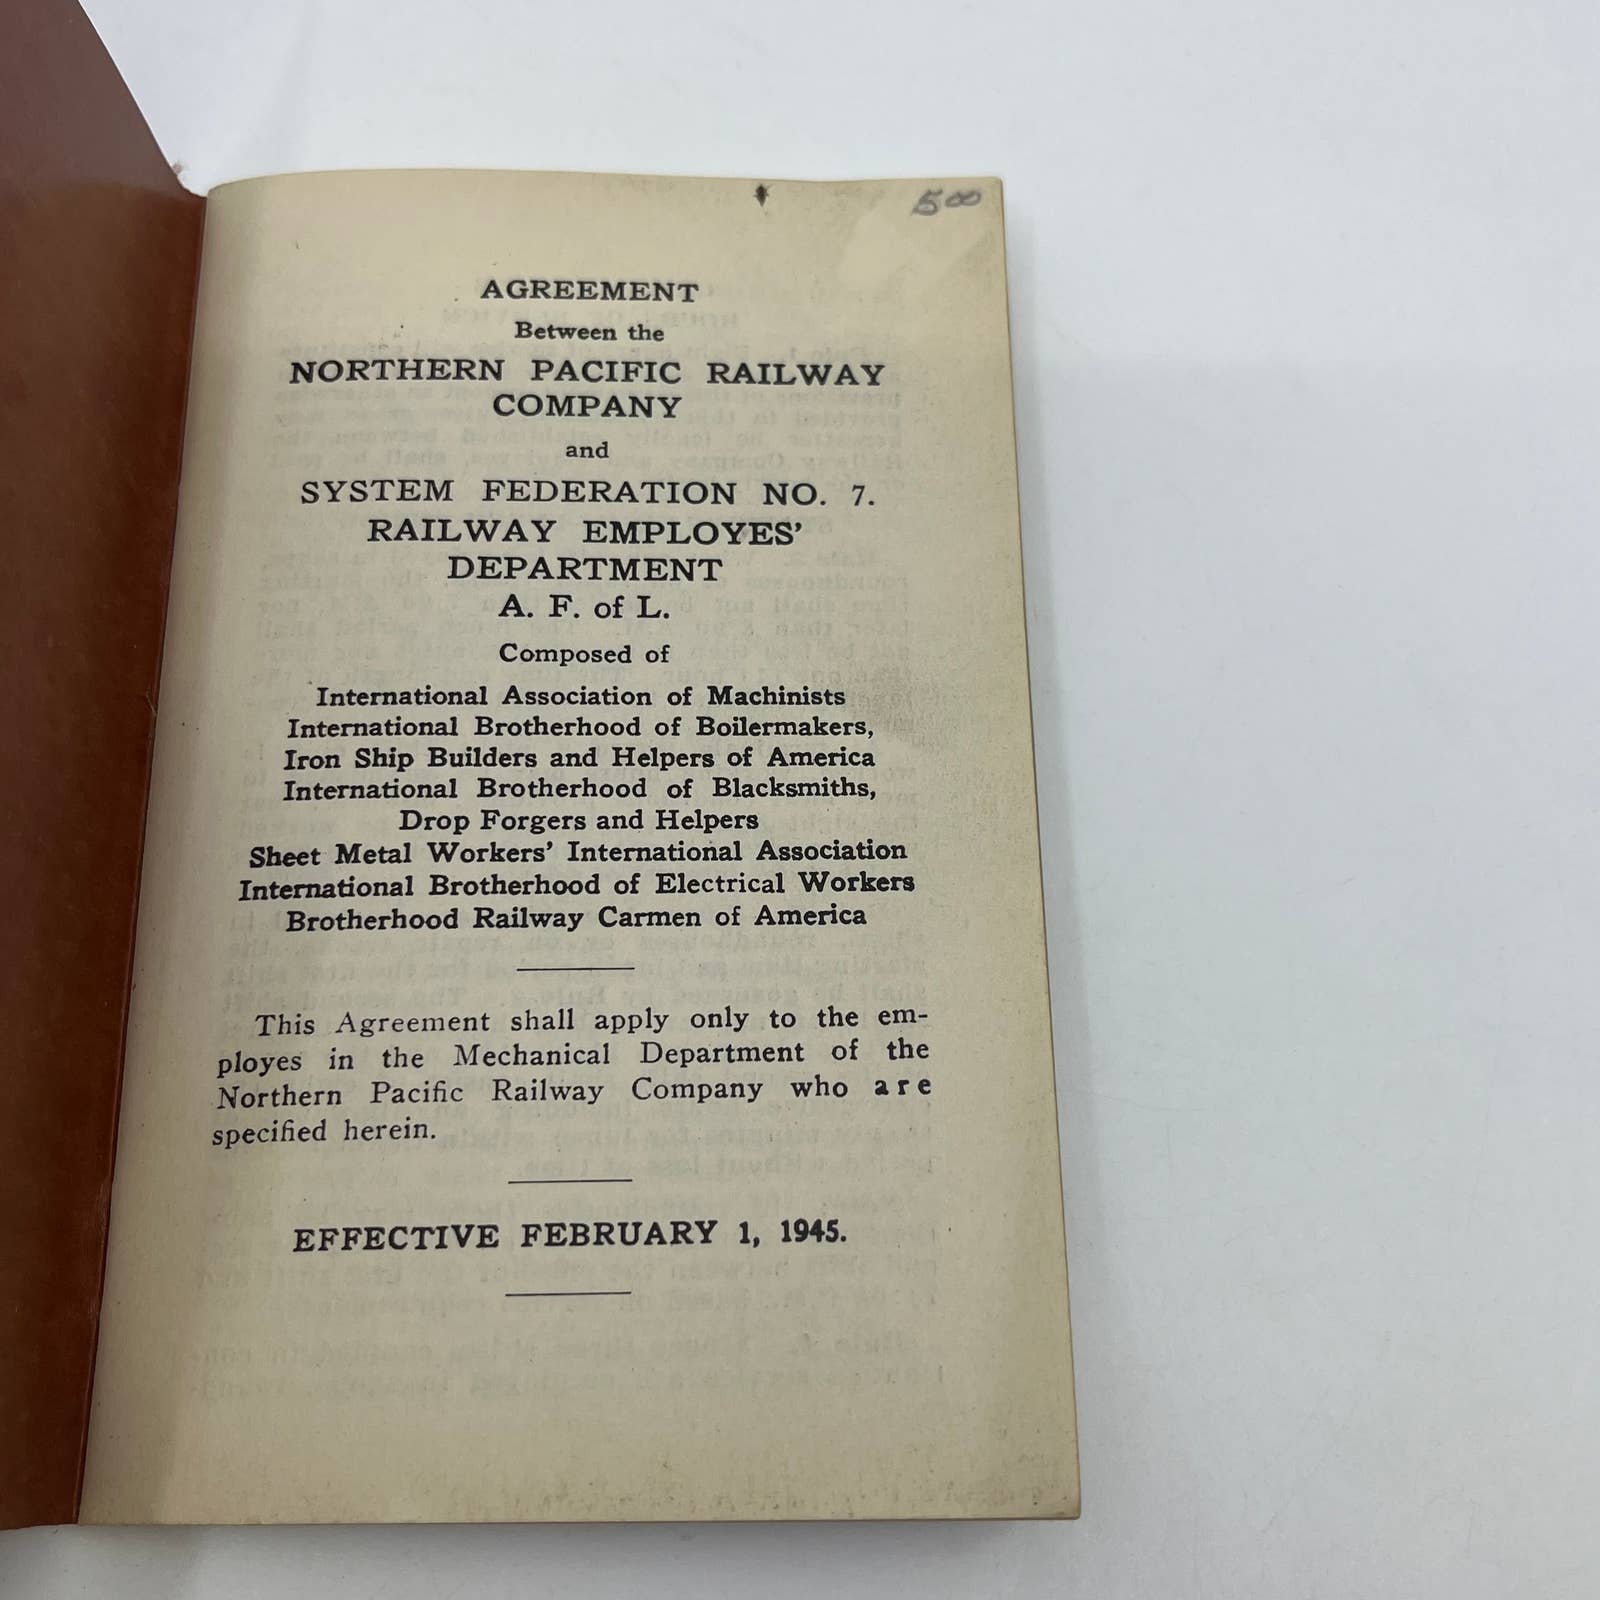 5 00
AGREEMENT
Between the
NORTHERN PACIFIC RAILWAY
COMPANY
and
SYSTEM FEDERATION NO. 7.
RAILWAY EMPLOYES'
DEPARTMENT
A. F. of L.
Composed of
International Association of Machinists
International Brotherhood of Boilermakers,
Iron Ship Builders and Helpers of America
International Brotherhood of Blacksmiths,
Drop Forgers and Helpers
Sheet Metal Workers' International Association
International Brotherhood of Electrical Workers
Brotherhood Railway Carmen of America
This Agreement shall apply only to the em-
ployes in the Mechanical Department of the
Northern Pacific Railway Company who are
specified herein.
EFFECTIVE FEBRUARY 1, 1945.